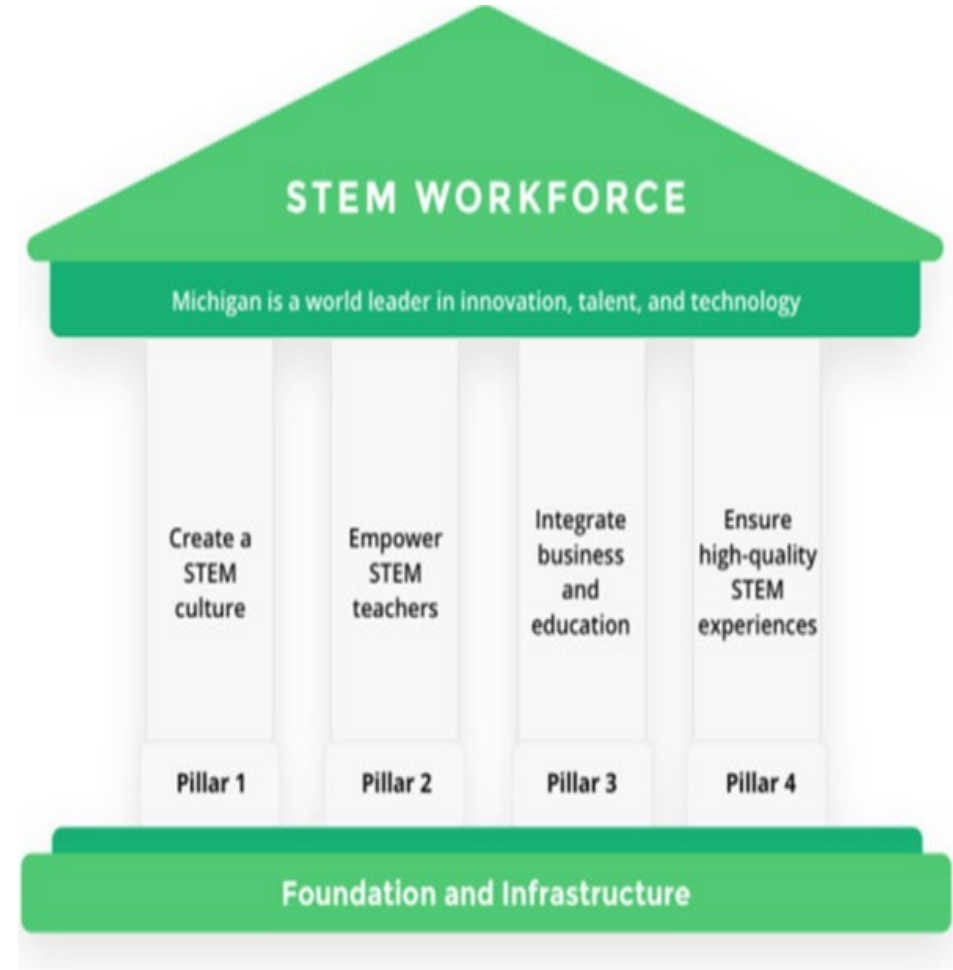 STEM WORKFORCE
Michigan is a world leader in innovation, talent, and technology
Create a
STEM
culture
Pillar 1
Empower
STEM
teachers
Pillar 2
Integrate
business
and
education
Pillar 3
Ensure
high-quality
STEM
experiences
Pillar 4
Foundation and Infrastructure